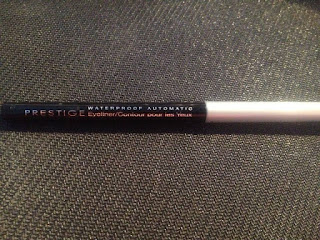 PRESTIGE WATERPROOF AUTOMATIC
Eyeliner/Contour pour les Yeux